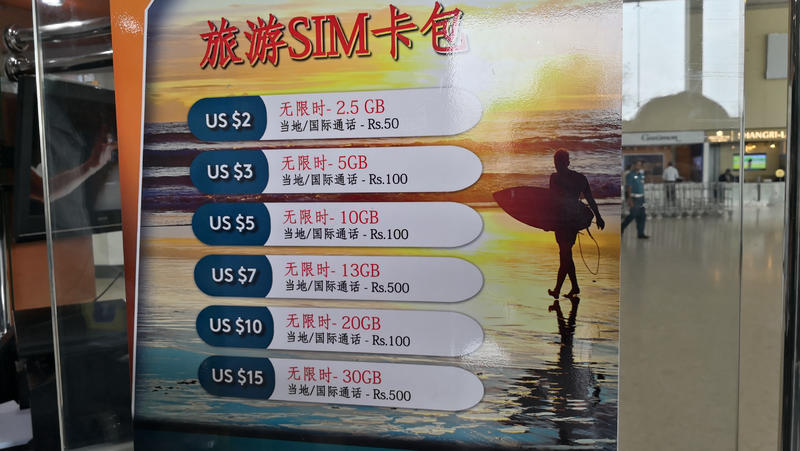 旅游SIM卡包
US $2
无限时- 2.5 GB
当地/国际通话 - Rs.50
US $3
无限时- 5GB
当地/国际通话 - Rs.100
US $5
无限时- 10GB
当地/国际通话 - Rs.100
US $7
无限时- 13GB
当地/国际通话 - Rs.500
US $10
无限时- 20GB
当地/国际通话 - Rs.100
US $15
无限时- 30GB
当地/国际通话 - Rs.500
SHANGRI-L